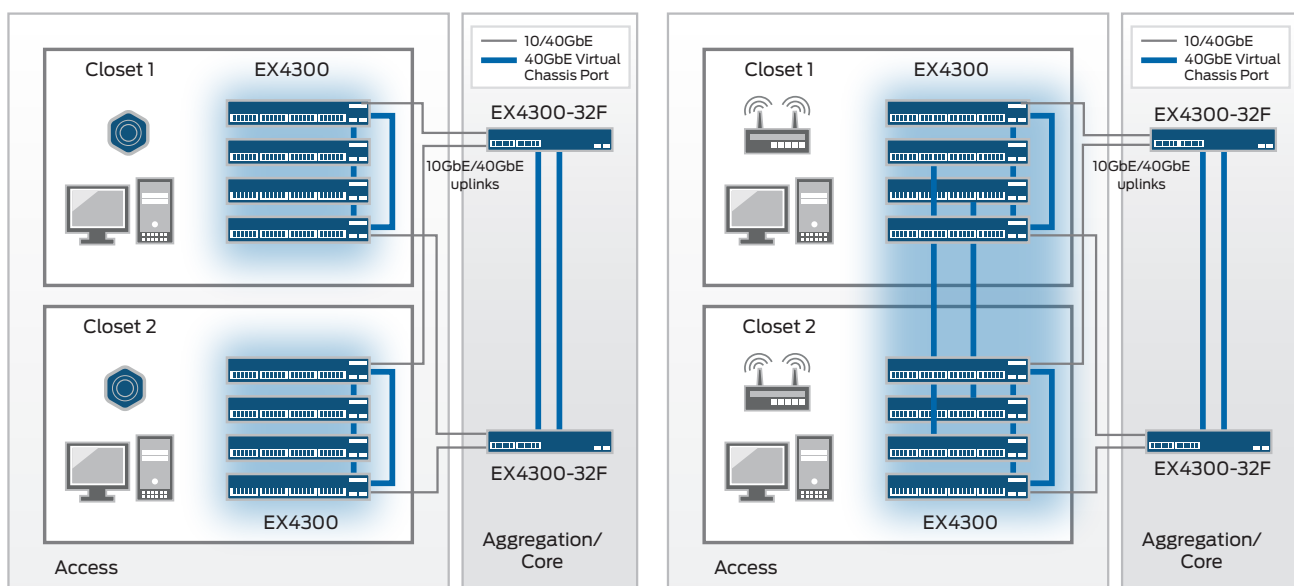 10/40GbE
40GbE Virtual
Chassis Port
Closet 1
EX4300
EX4300-32F
10GbE/40GbE
uplinks
Closet 2
EX4300
EX4300-32F
Aggregation/
Core
Access
10/40GbE
40GbE Virtual
Chassis Port
Closet 1
EX4300
EX4300-32F
10GbE/40GbE
uplinks
Closet 2
EX4300
EX4300-32F
Aggregation/
Core
Access